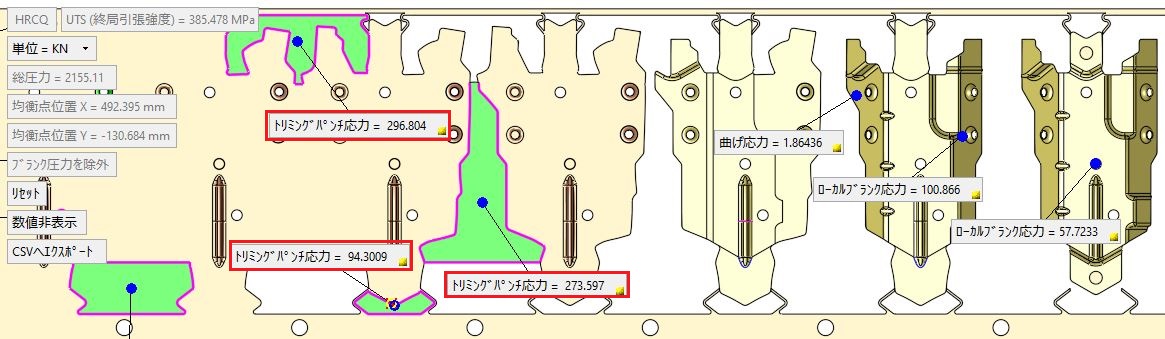 HRCQ
UTS (終局引張強度) = 385.478 MPa
単位 = KN
総圧力 = 2155.11
均衡点位置 X = 492.395 mm
均衡点位置 Y = -130.684 mm
ﾌﾞﾗﾝｸ圧力を除外
ﾘｾｯﾄ
数値非表示
CSVへｴｸｽﾎﾟｰﾄ
ﾄﾘﾐﾝｸﾞﾊﾟﾝﾁ応力 = 296.804
ﾄﾘﾐﾝｸﾞﾊﾟﾝﾁ応力 = 94.3009
ﾄﾘﾐﾝｸﾞﾊﾟﾝﾁ応力 = 273.597
曲げ応力 = 1.86436
ﾛｰｶﾙﾌﾞﾗﾝｸ応力 = 100.866
ﾛｰｶﾙﾌﾞﾗﾝｸ応力 = 57.7233